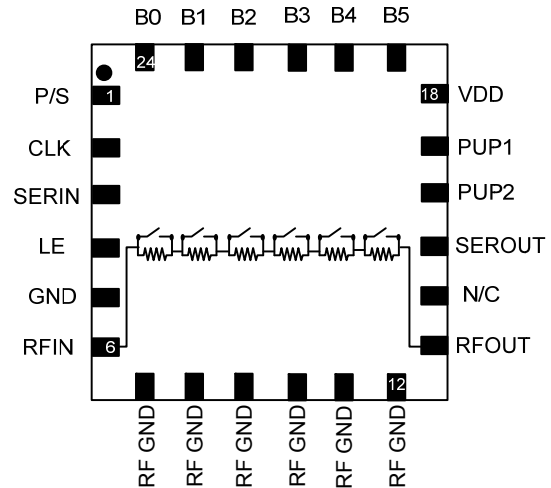 B0 B1 B2 B3 B4 B5
24
P/S 1 18 VDD
CLK PUP1
SERIN PUP2
LE SEROUT
GND N/C
RFIN 6 RFOUT
12
RF GND RF GND RF GND RF GND RF GND RF GND